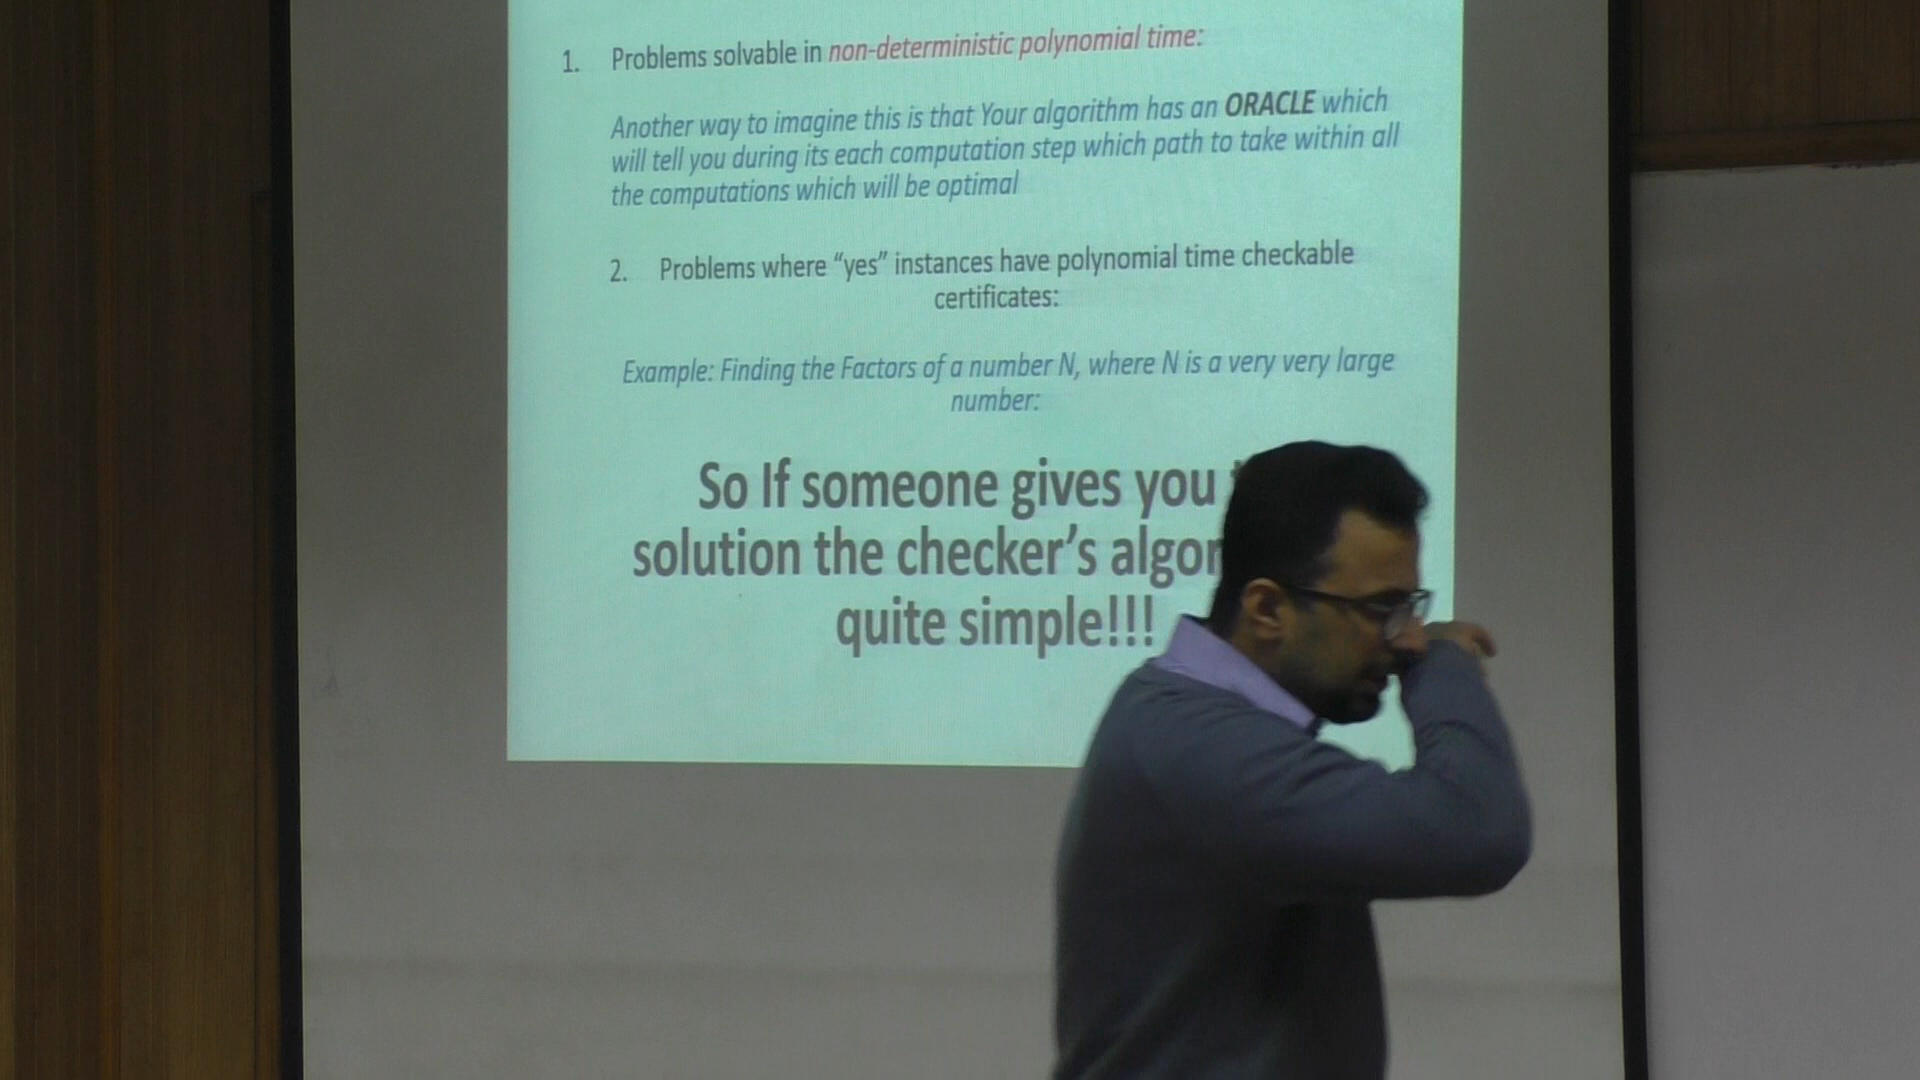 1. Problems solvable in non-deterministic polynomial time:
Another way to imagine this is that Your algorithm has an ORACLE which
will tell you during its each computation step which path to take within all
the computations which will be optimal
2. Problems where “yes” instances have polynomial time checkable
certificates:
Example: Finding the Factors of a number N, where N is a very very large
number:
So If someone gives you
solution the checker’s
quite simple!!!